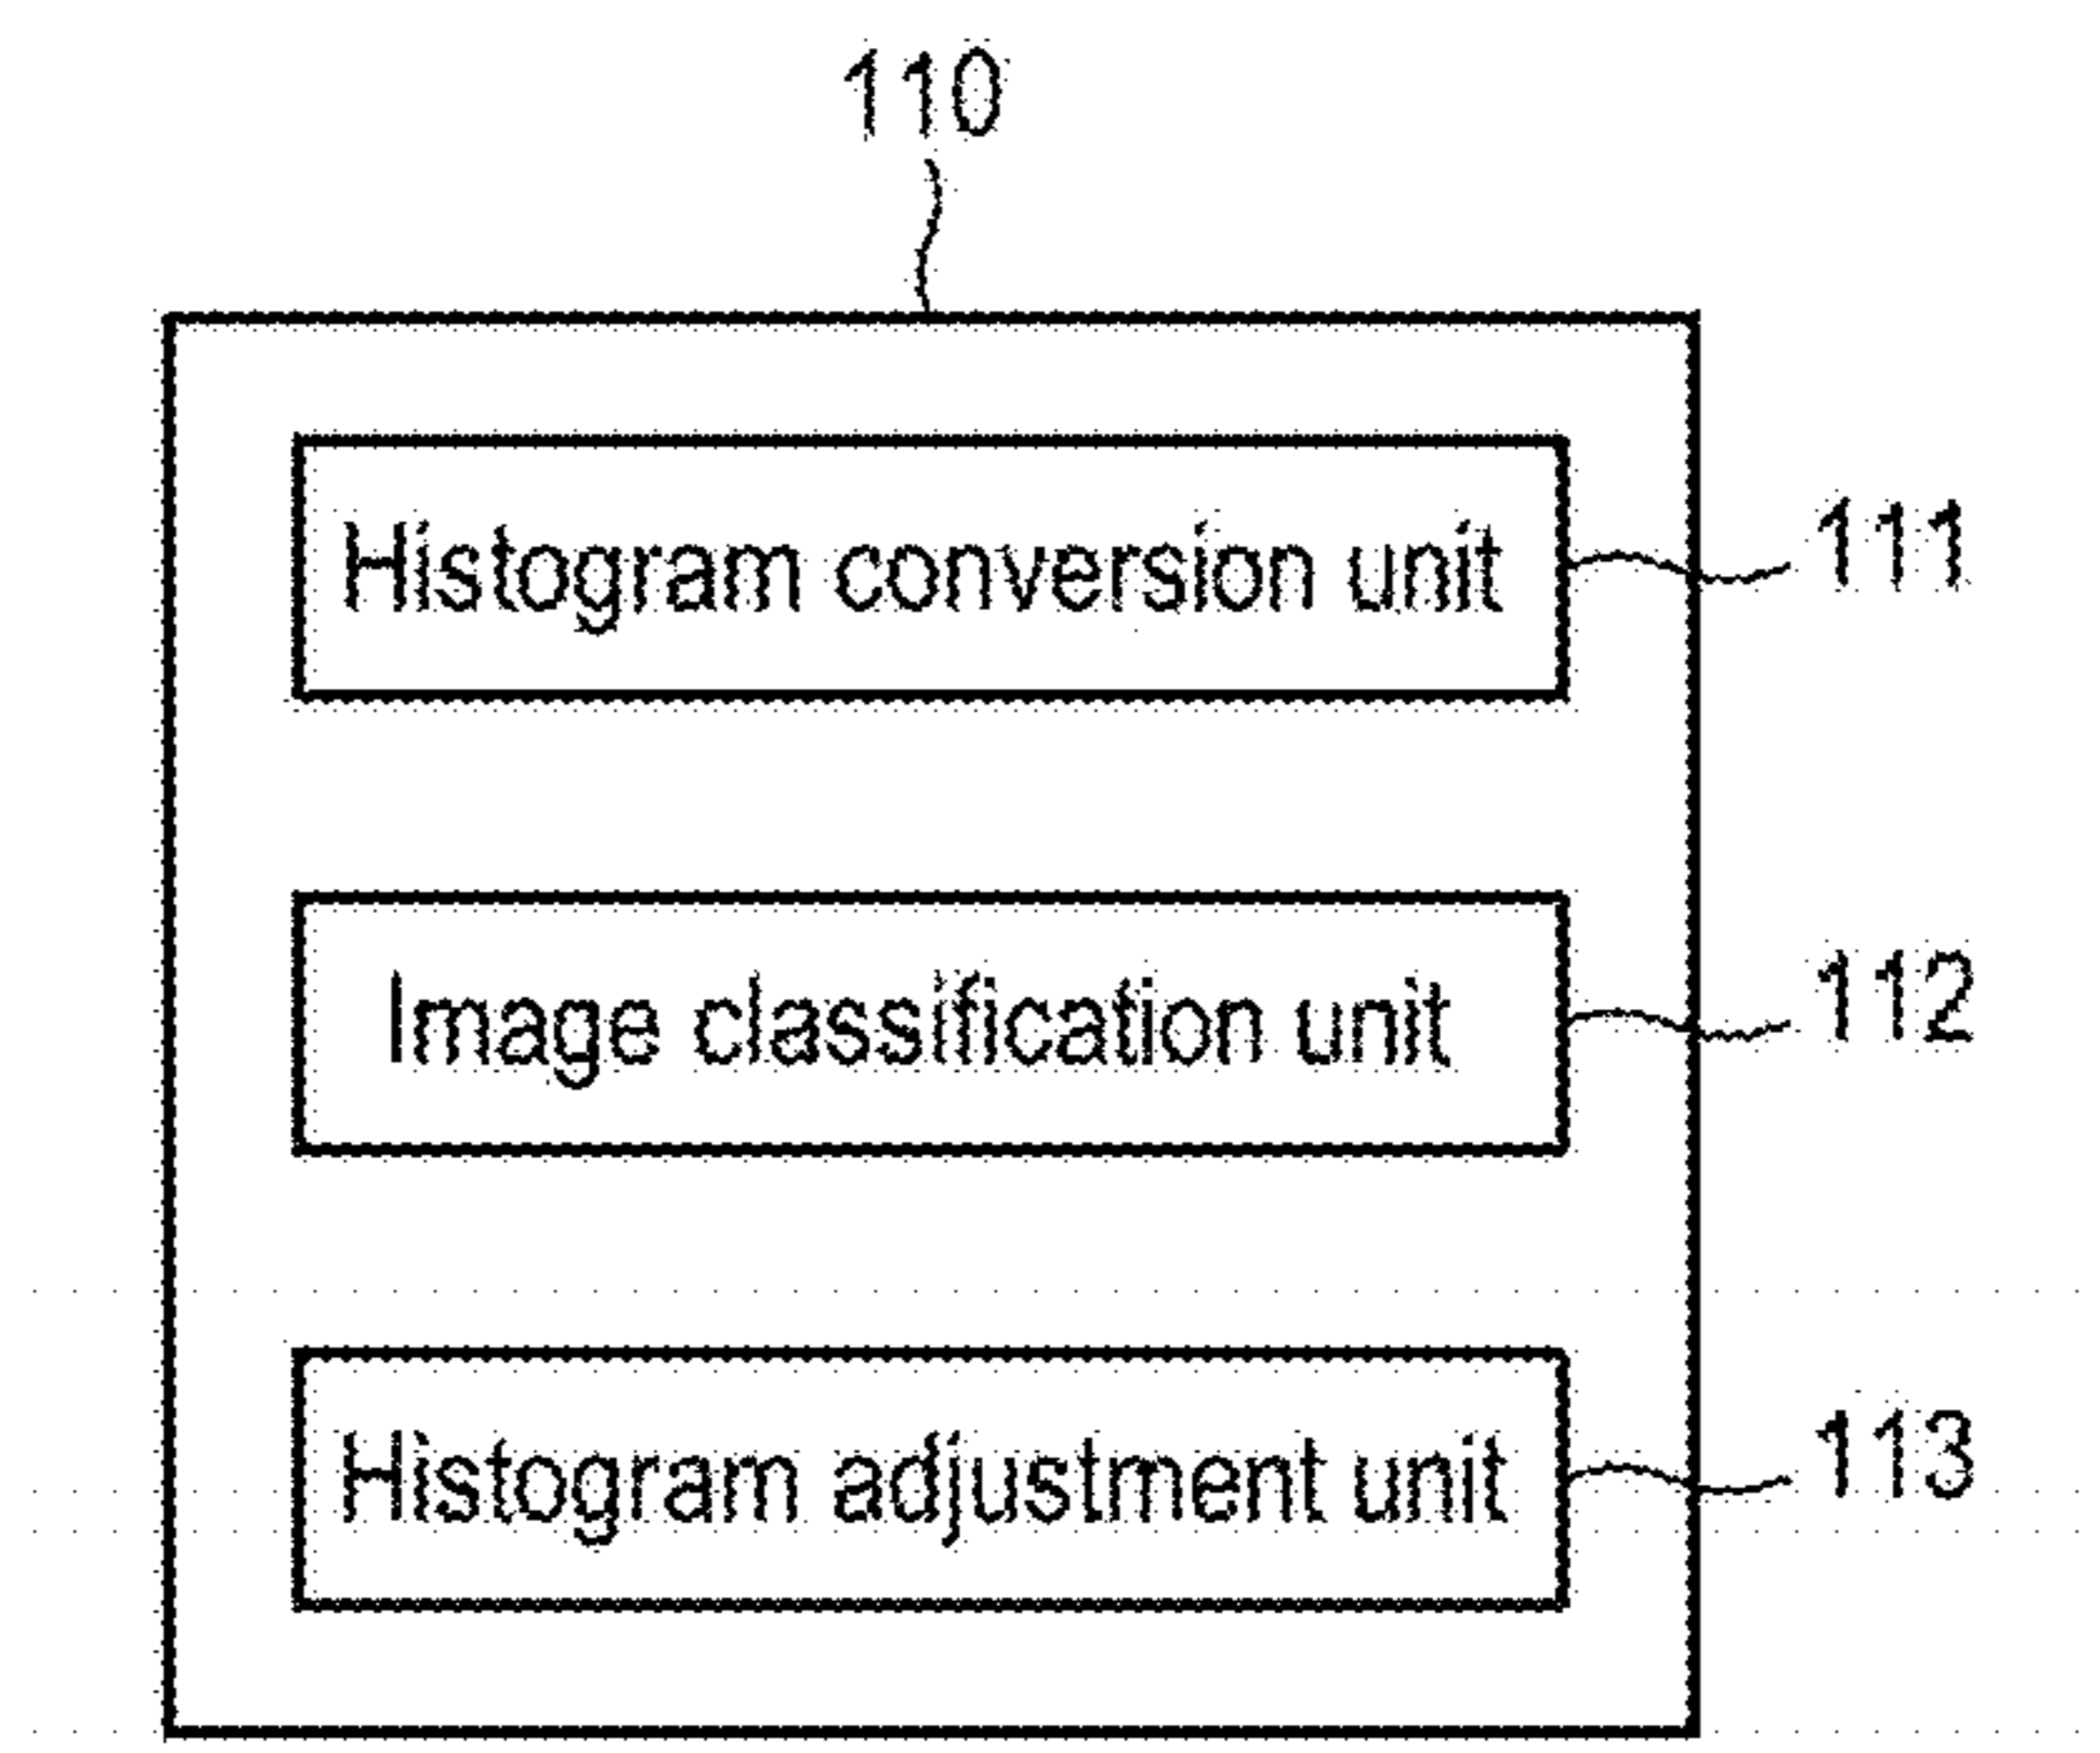 110
Histogram conversion unit 111
Image classification unit 112
Histogram adjustment unit 113